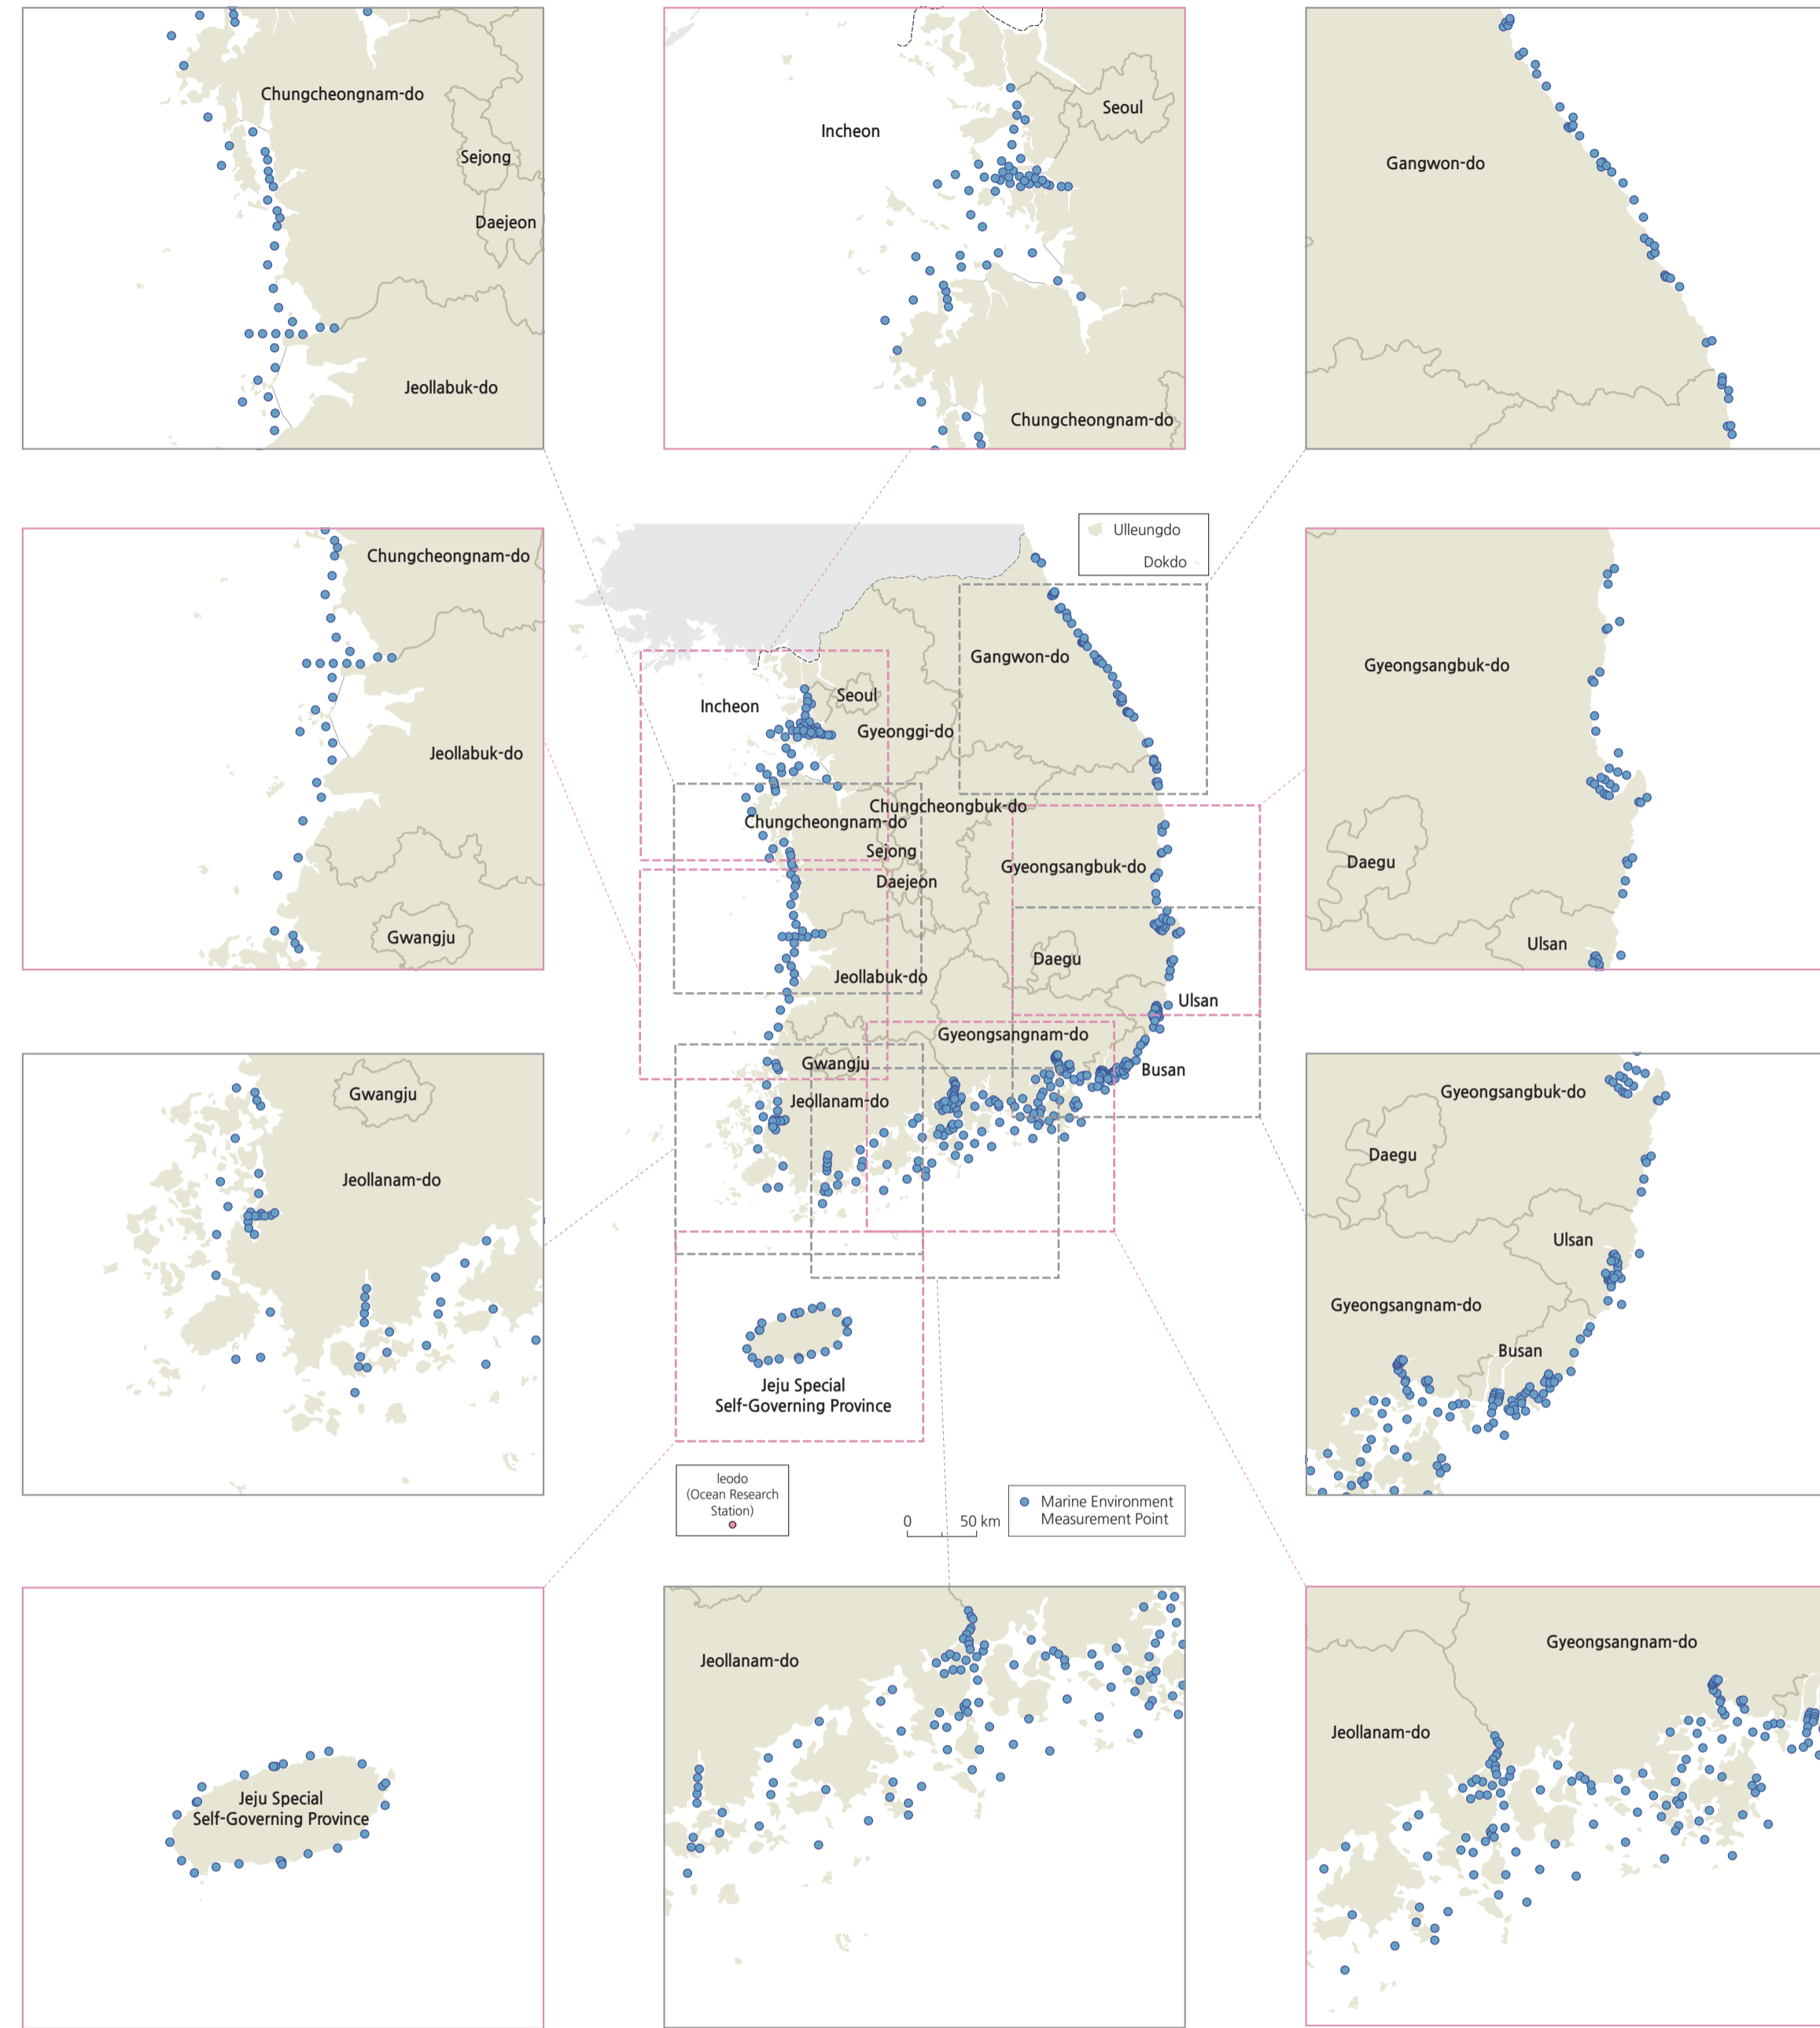 Chungcheongnam-do
Sejong
Daejeon
Jeollabuk-do
Incheon
Seoul
Chungcheongnam-do
Gangwon-do
Chungcheongnam-do
Jeollabuk-do
Gwangju
Ulleungdo
Dokdo
Gangwon-do
Seoul
Incheon
Gyeonggi-do
Chungcheongbuk-do
Chungcheongnam-do
Sejong
Gyeongsangbuk-do
Daejeon
Daegu
Jeollabuk-do
Ulsan
Gyeongsangnam-do
Gwangju
Busan
Jeollanam-do
Jeju Special
Self-Governing Province
Gyeongsangbuk-do
Daegu
Ulsan
Gwangju
Jeollanam-do
Gyeongsangbuk-do
Daegu
Ulsan
Gyeongsangnam-do
Busan
Ieodo
(Ocean Research
Station)
0 50 km
Marine Environment
Measurement Point
Jeju Special
Self-Governing Province
Jeollanam-do
Gyeongsangnam-do
Jeollanam-do